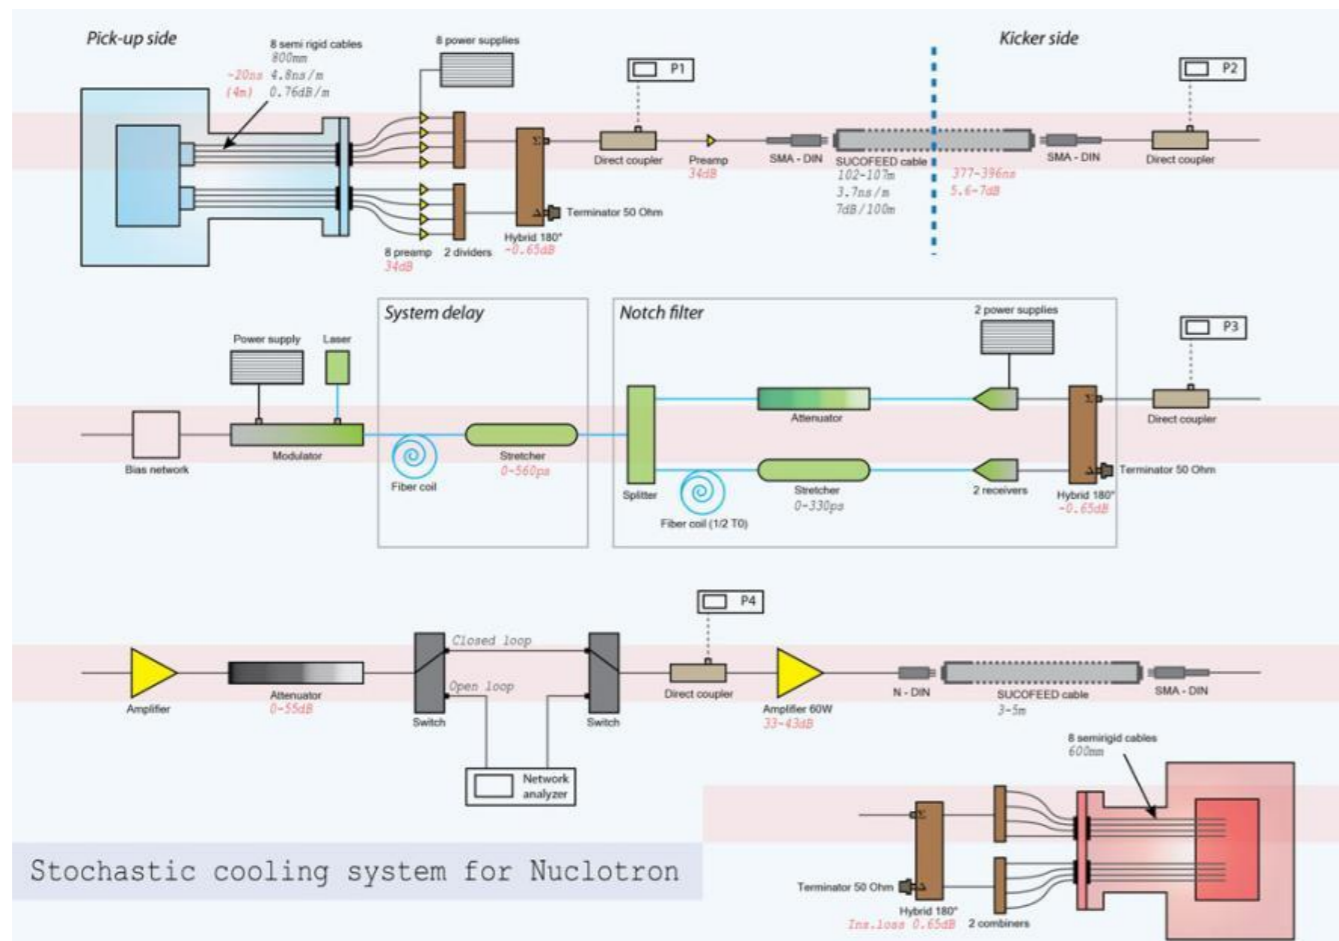 Pick-up side
8 semi rigid cables
800mm
~20ns 4.8ns/m
(4m) 0.76dB/m
8 power supplies
P1
Kicker side
P2
Σ
Direct coupler
Preamp
34dB
SMA - DIN
SUCOFEED cable
102-107m
3.7ns/m
7dB/100m
377-396ns
5.6-7dB
SMA - DIN
Direct coupler
Δ
Terminator 50 Ohm
8 preamp
34dB
2 dividers
Hybrid 180°
-0.65dB
System delay
Notch filter
2 power supplies
P3
Power supply
Laser
Bias network
Modulator
Fiber coil
Stretcher
0-560ps
Splitter
Attenuator
Σ
Direct coupler
Fiber coil (1/2 T0)
Stretcher
0-330ps
2 receivers
Δ
Terminator 50 Ohm
Hybrid 180°
-0.65dB
P4
Amplifier
Attenuator
0-55dB
Switch
Closed loop
Open loop
Switch
Network
analyzer
Direct coupler
Amplifier 60W
33-43dB
N - DIN
SUCOFEED cable
3-5m
SMA - DIN
8 semirigid cables
600mm
Σ
Δ
Terminator 50 Ohm
Hybrid 180°
Ins.loss 0.65dB
2 combiners
Stochastic cooling system for Nuclotron